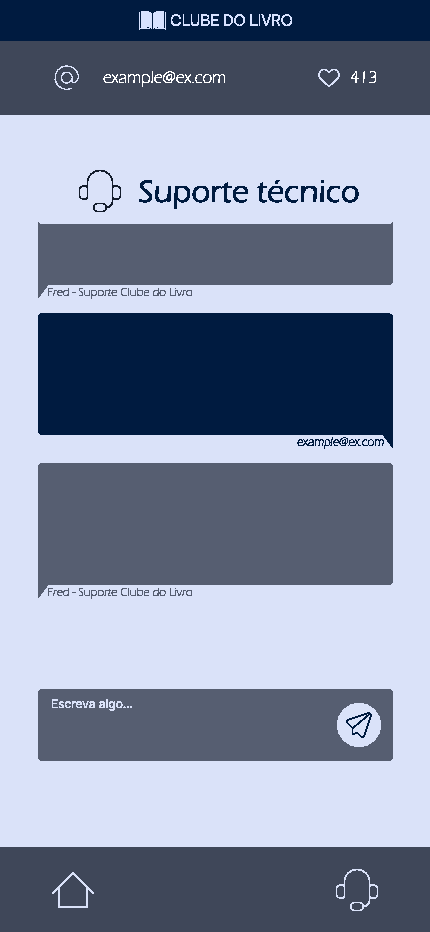 CLUBE DO LIVRO
example@ex.com 413
Suporte técnico
Fred - Suporte Clube do Livro
example@ex.com
Fred - Suporte Clube do Livro
Escreva algo...